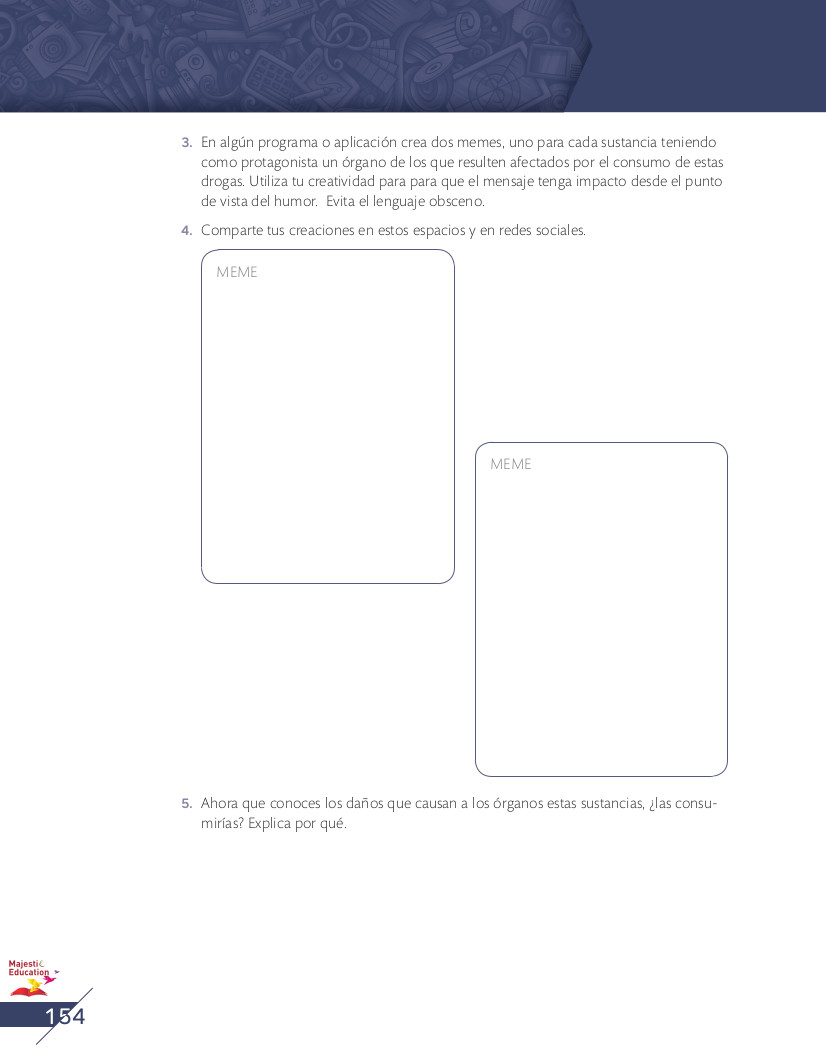 3. En algún programa o aplicación crea dos memes, uno para cada sustancia teniendo
como protagonista un órgano de los que resulten afectados por el consumo de estas
drogas. Utiliza tu creatividad para para que el mensaje tenga impacto desde el punto
de vista del humor.  Evita el lenguaje obsceno.
4. Comparte tus creaciones en estos espacios y en redes sociales.
MEME
MEME
5. Ahora que conoces los daños que causan a los órganos estas sustancias, ¿las consu-
mirías? Explica por qué.
Majestic
Education
154